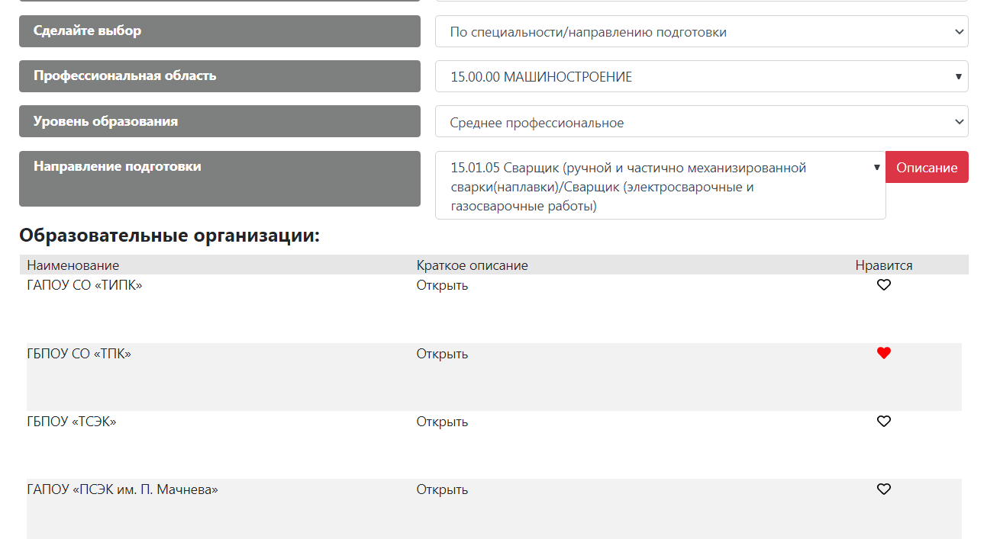 Сделайте выбор
По специальности/направлению подготовки
Профессиональная область
15.00.00 МАШИНОСТРОЕНИЕ
Уровень образования
Среднее профессиональное
Направление подготовки
15.01.05 Сварщик (ручной и частично механизированной
сварки(наплавки)/Сварщик (электросварочные и
газосварочные работы)
Описание
Образовательные организации:
Наименование Краткое описание Нравится
ГАПОУ СО «ТИПК» Открыть
ГБПОУ СО «ТПК» Открыть
ГБПОУ «ТСЭК» Открыть
ГАПОУ «ПСЭК им. П. Мачнева» Открыть